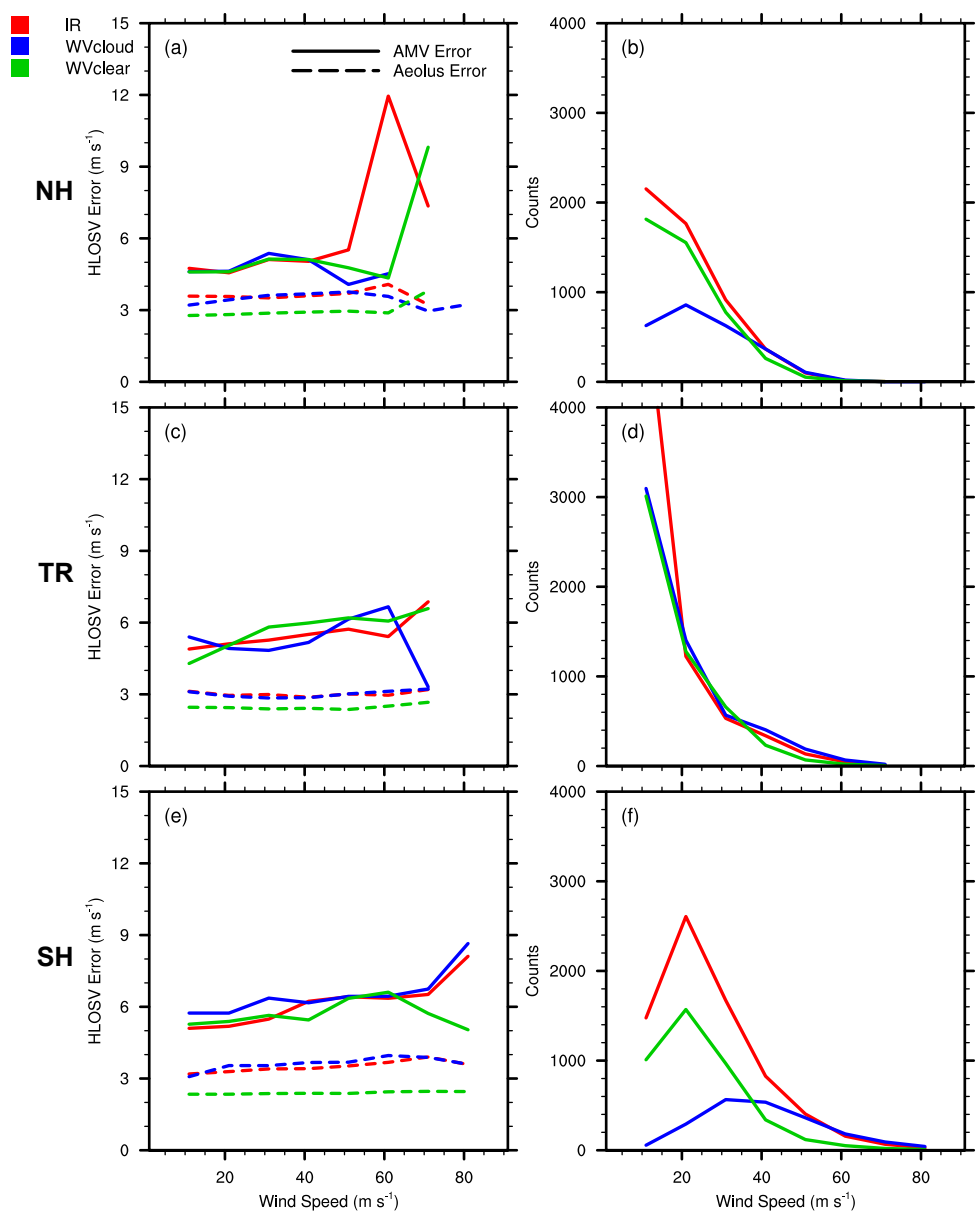 IR
WVcloud
WVclear
(a)
AMV Error
Aeolus Error
(b)
NH
HLOSV Error (m s⁻¹)
15
12
9
6
3
0
Counts
4000
3000
2000
1000
0
(c)
(d)
TR
HLOSV Error (m s⁻¹)
15
12
9
6
3
0
Counts
4000
3000
2000
1000
0
(e)
(f)
SH
HLOSV Error (m s⁻¹)
15
12
9
6
3
0
Counts
4000
3000
2000
1000
0
20 40 60 80
Wind Speed (m s⁻¹)
20 40 60 80
Wind Speed (m s⁻¹)